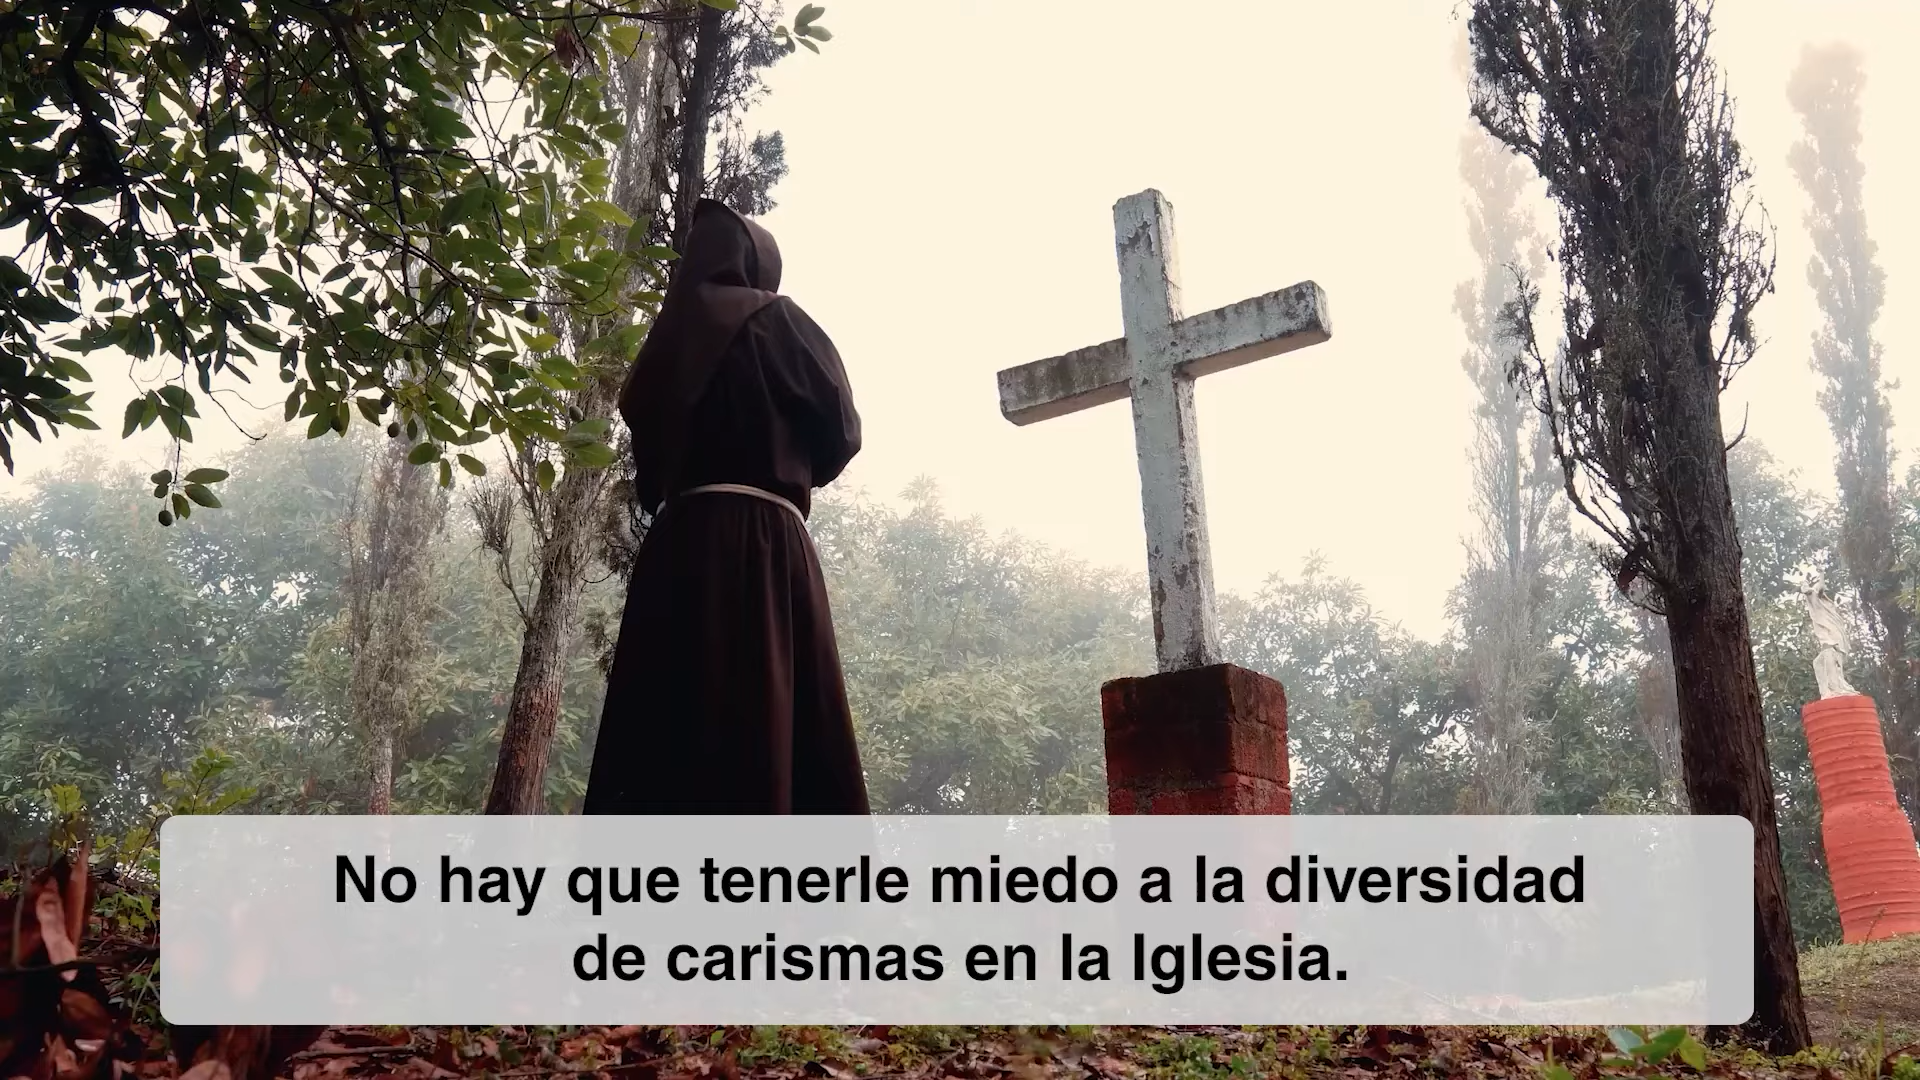 No hay que tenerle miedo a la diversidad
de carismas en la Iglesia.